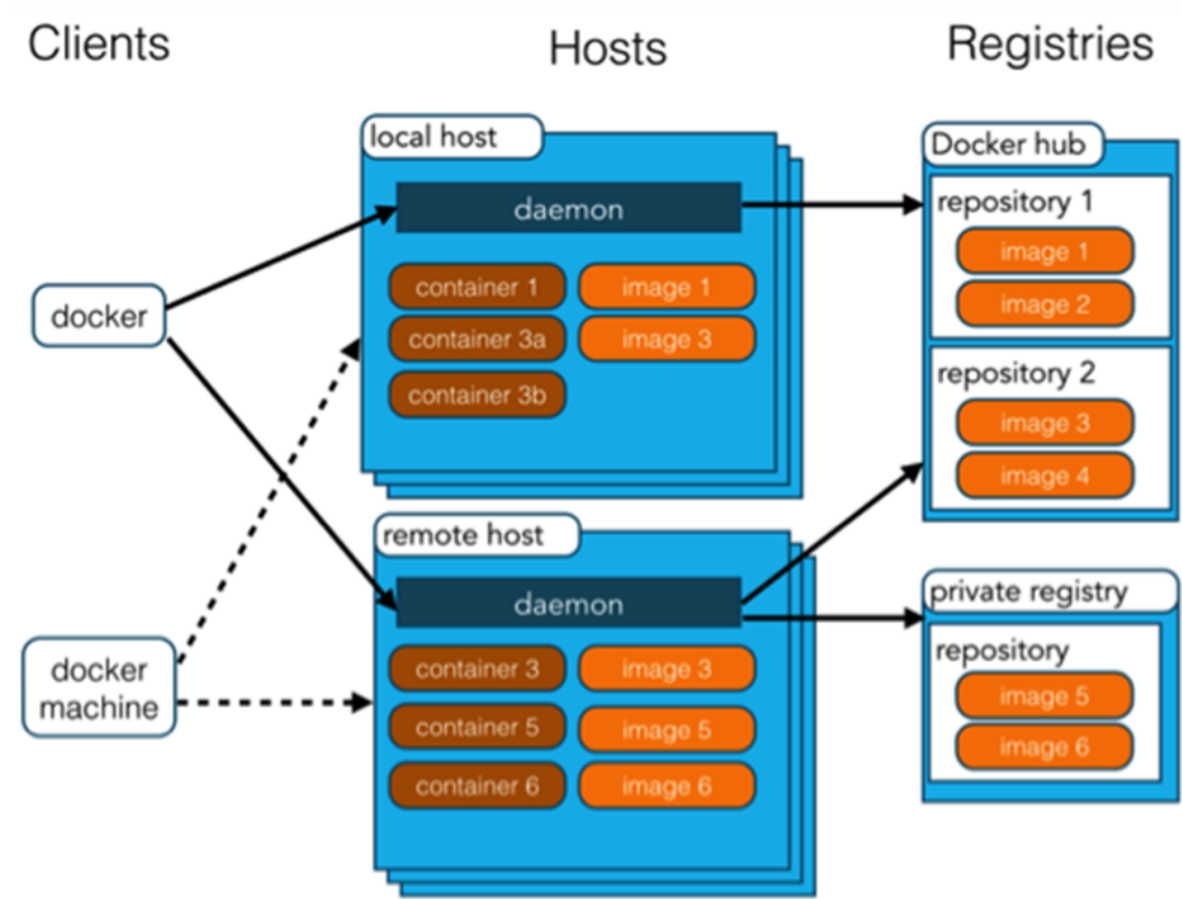 Clients
Hosts
Registries
docker
docker
machine
local host
daemon
container 1
image 1
container 3a
image 3
container 3b
remote host
daemon
container 3
image 3
container 5
image 5
container 6
image 6
Docker hub
repository 1
image 1
image 2
repository 2
image 3
image 4
private registry
repository
image 5
image 6